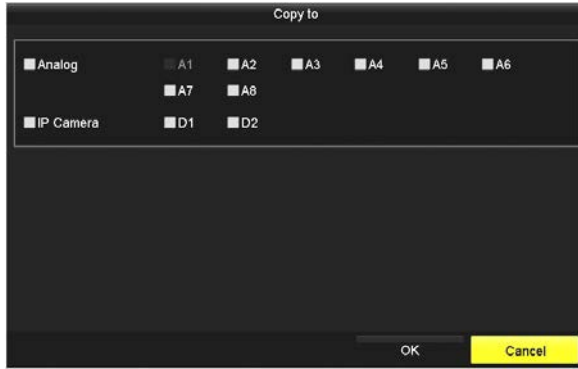 Copy to
Analog A1 A2 A3 A4 A5 A6
A7 A8
IP Camera D1 D2
OK Cancel